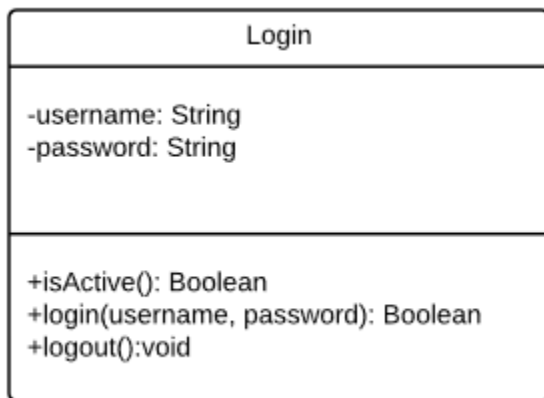 Login
-username: String
-password: String
+isActive(): Boolean
+login(username, password): Boolean
+logout():void